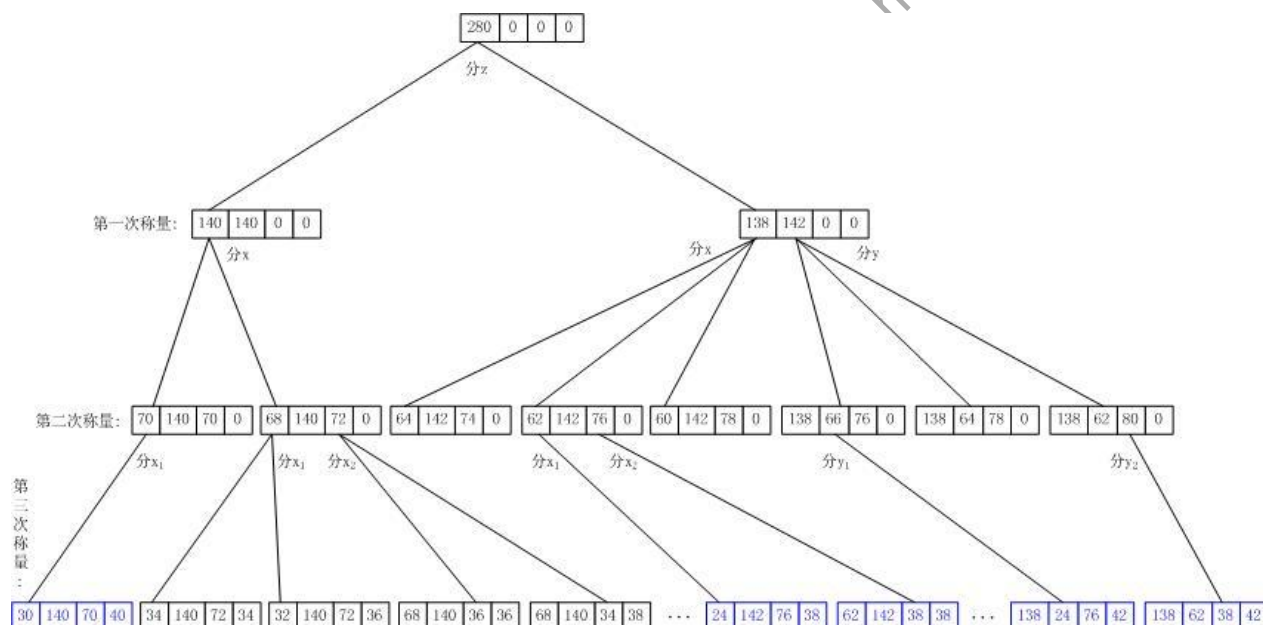 280 0 0 0
分z
第一次称量: 140 140 0 0 138 142 0 0
分x 分x 分y
第二次称量: 70 140 70 0 68 140 72 0 64 142 74 0 62 142 76 0 60 142 78 0 138 66 76 0 138 64 78 0 138 62 80 0
分x₁ 分x₁ 分x₂ 分x₁ 分x₂ 分y₁ 分y₂
第三次称量:
30 140 70 40 34 140 72 34 32 140 72 36 68 140 36 36 68 140 34 38 ... 24 142 76 38 62 142 38 38 ... 138 24 76 42 138 62 38 42